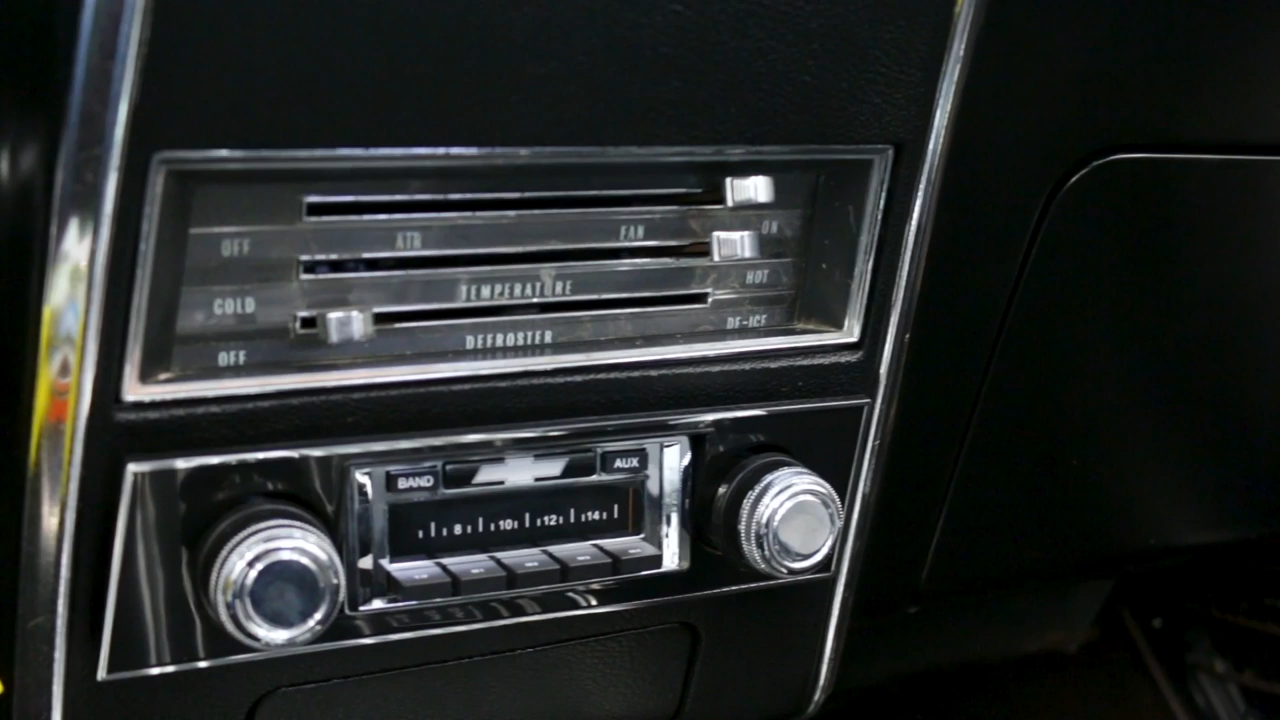 OFF AIR FAN ON
COLD TEMPERATURE HOT
OFF DEFROSTER DE-ICE
BAND AUX
8 10 12 14